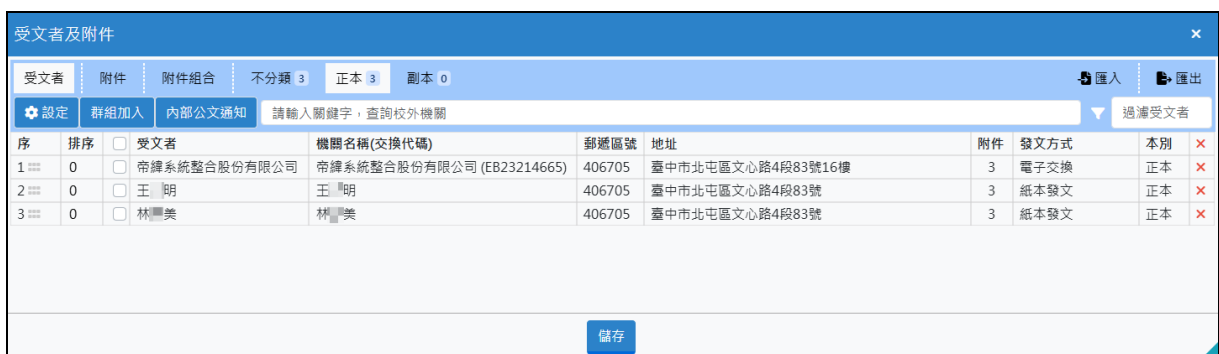 受文者及附件 ×
受文者 附件 附件組合 不分類 3 正本 3 副本 0 匯入 匯出
設定 群組加入 內部公文通知 請輸入關鍵字，查詢校外機關 過濾受文者
序 排序 受文者 機關名稱(交換代碼) 郵遞區號 地址 附件 發文方式 本別 ×
1 0 帝緯系統整合股份有限公司 帝緯系統整合股份有限公司 (EB23214665) 406705 臺中市北屯區文心路4段83號16樓 3 電子交換 正本 ×
2 0 王 明 王 明 406705 臺中市北屯區文心路4段83號 3 紙本發文 正本 ×
3 0 林 美 林 美 406705 臺中市北屯區文心路4段83號 3 紙本發文 正本 ×
儲存